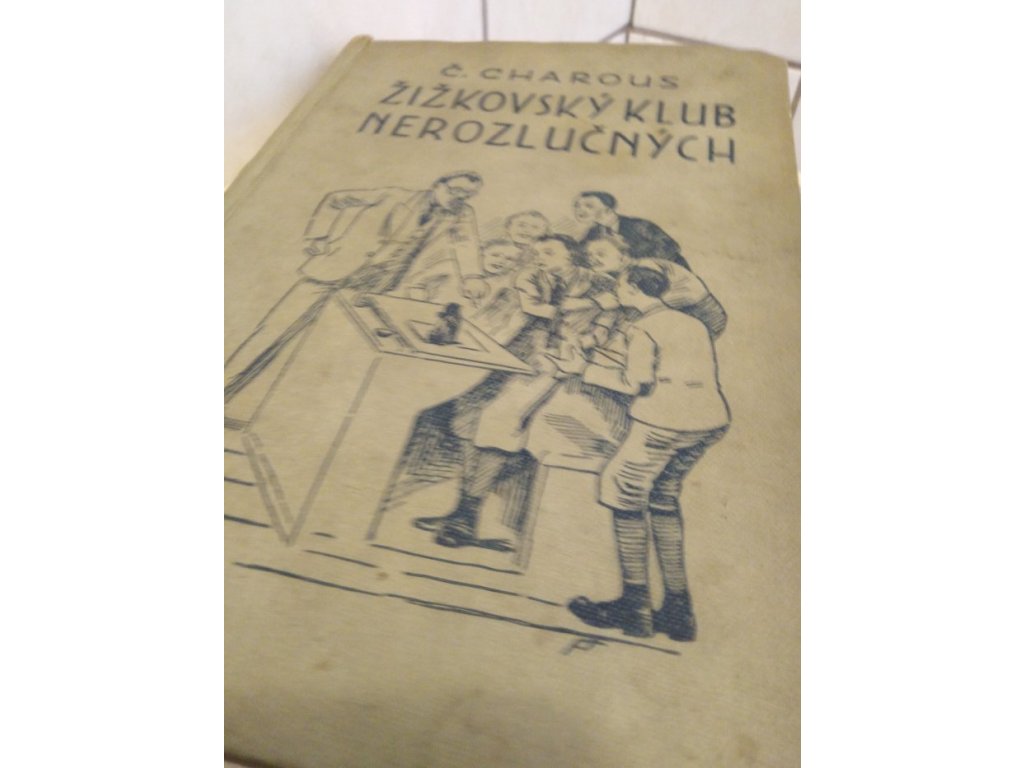 Č. CHAROUS
ŽIŽKOVSKÝ KLUB
NEROZLUČNÝCH